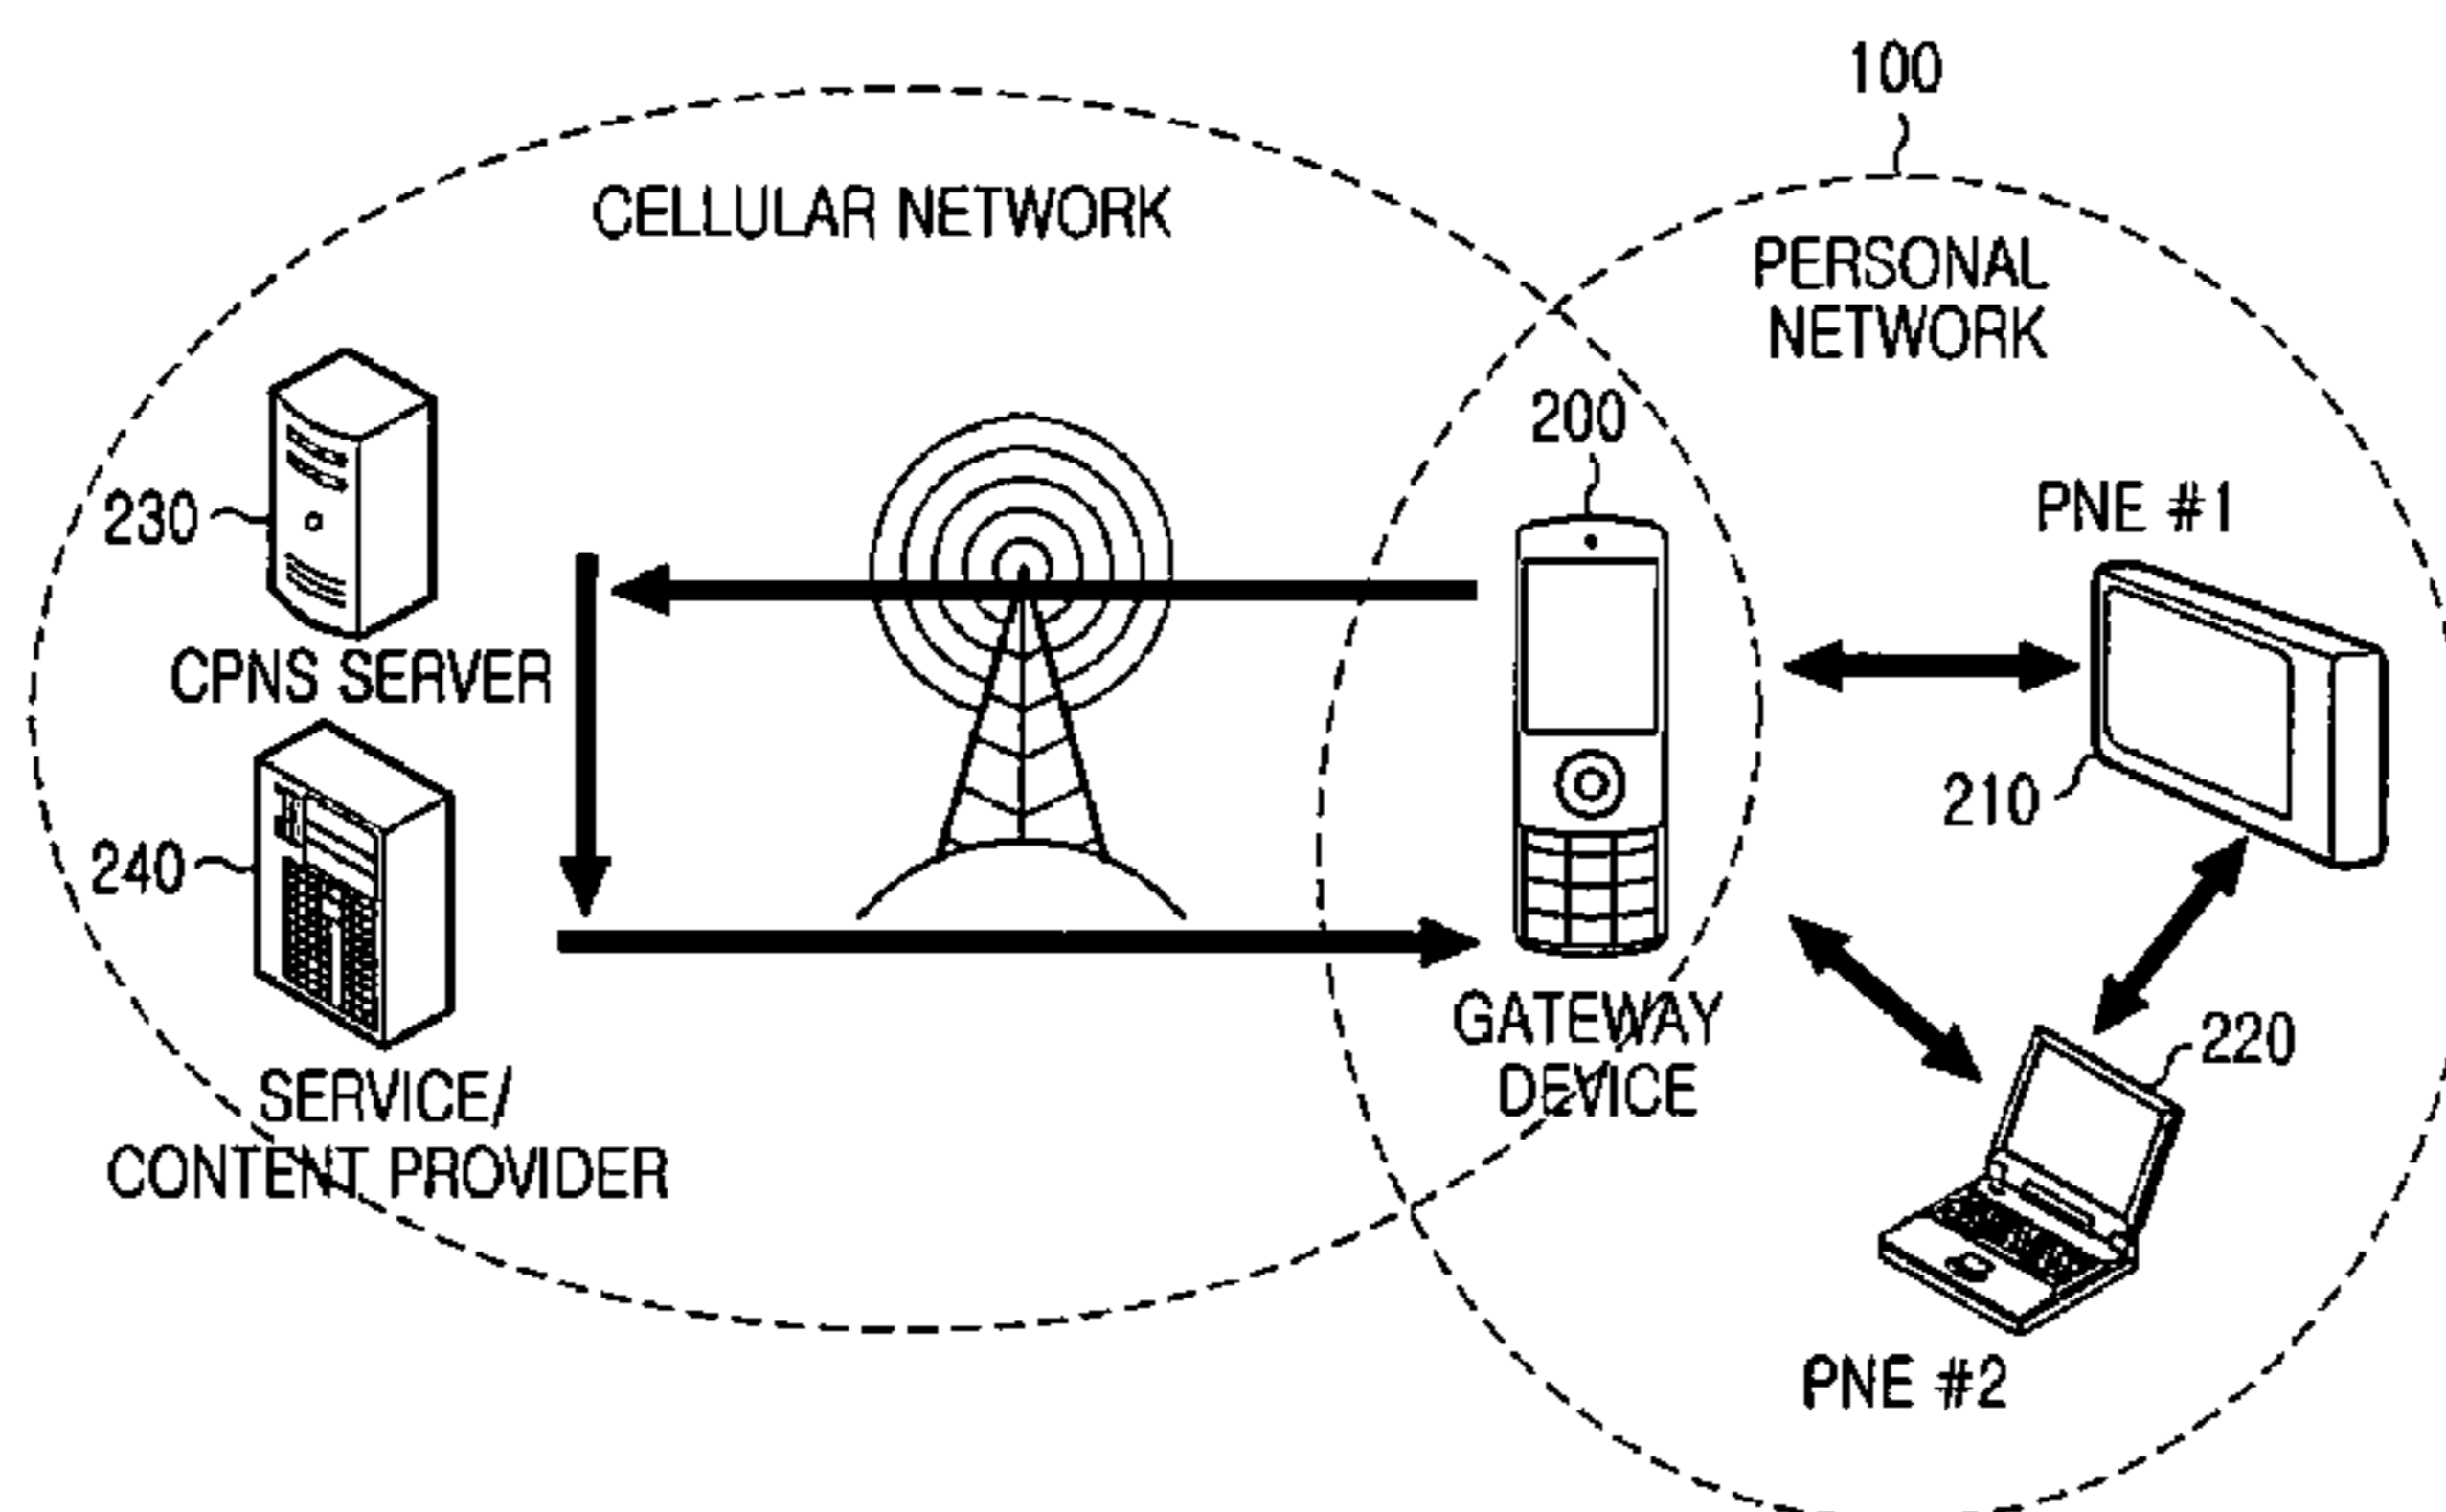 100
CELLULAR NETWORK
PERSONAL
NETWORK
200
PNE #1
230
CPNS SERVER
210
240
GATEWAY
DEVICE
220
SERVICE/
CONTENT PROVIDER
PNE #2